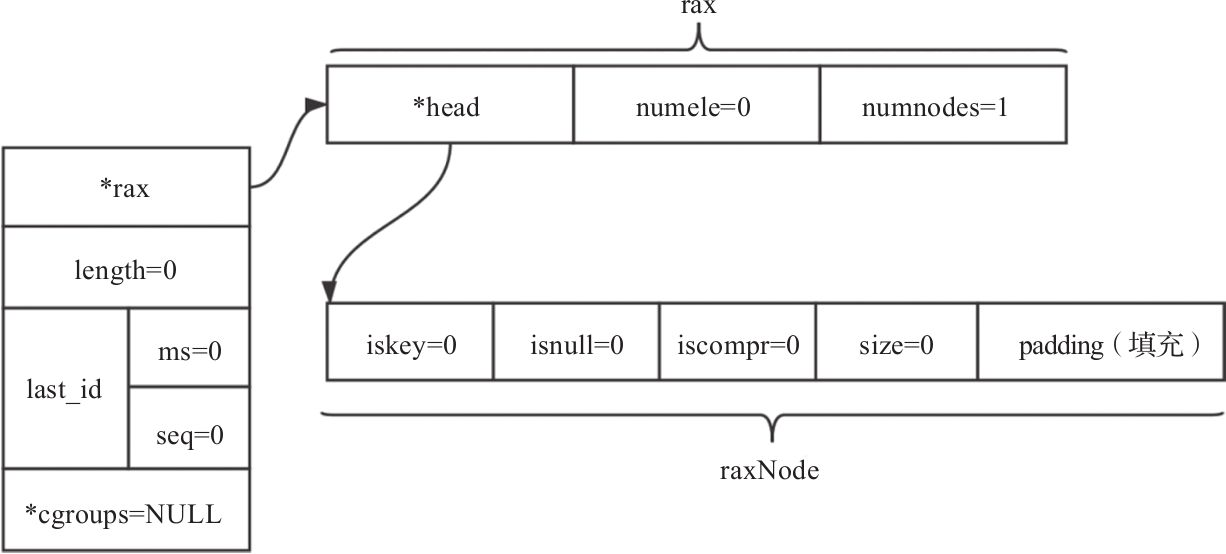 rax
*head
numele=0
numnodes=1
*rax
length=0
last_id
ms=0
seq=0
*cgroups=NULL
iskey=0
isnull=0
iscompr=0
size=0
padding（填充）
raxNode